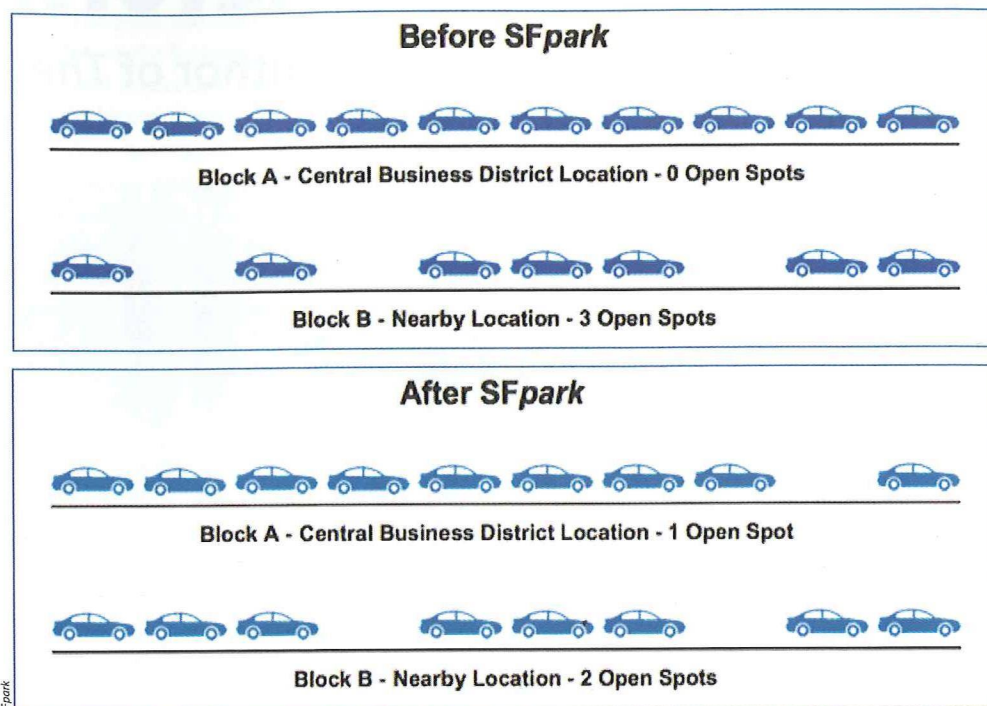 Before SFpark
Block A - Central Business District Location - 0 Open Spots
Block B - Nearby Location - 3 Open Spots
After SFpark
Block A - Central Business District Location - 1 Open Spot
Block B - Nearby Location - 2 Open Spots